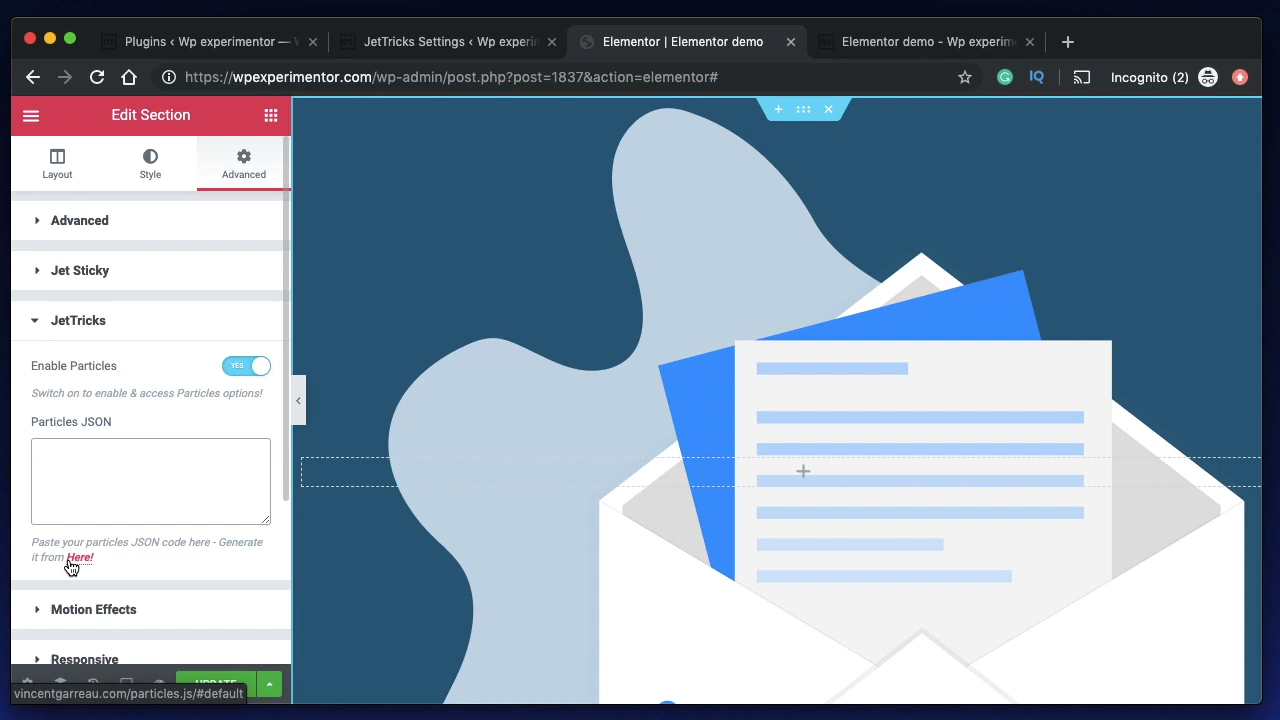 Plugins ‹ Wp experimentor —
JetTricks Settings ‹ Wp experim
Elementor | Elementor demo
Elementor demo - Wp experim
https://wpexperimentor.com/wp-admin/post.php?post=1837&action=elementor#
IQ
Incognito (2)
Edit Section
Layout
Style
Advanced
Advanced
Jet Sticky
JetTricks
Enable Particles
YES
Switch on to enable & access Particles options!
Particles JSON
Paste your particles JSON code here - Generate
it from Here!
Motion Effects
Responsive
UPDATE
vincentgarreau.com/particles.js/#default